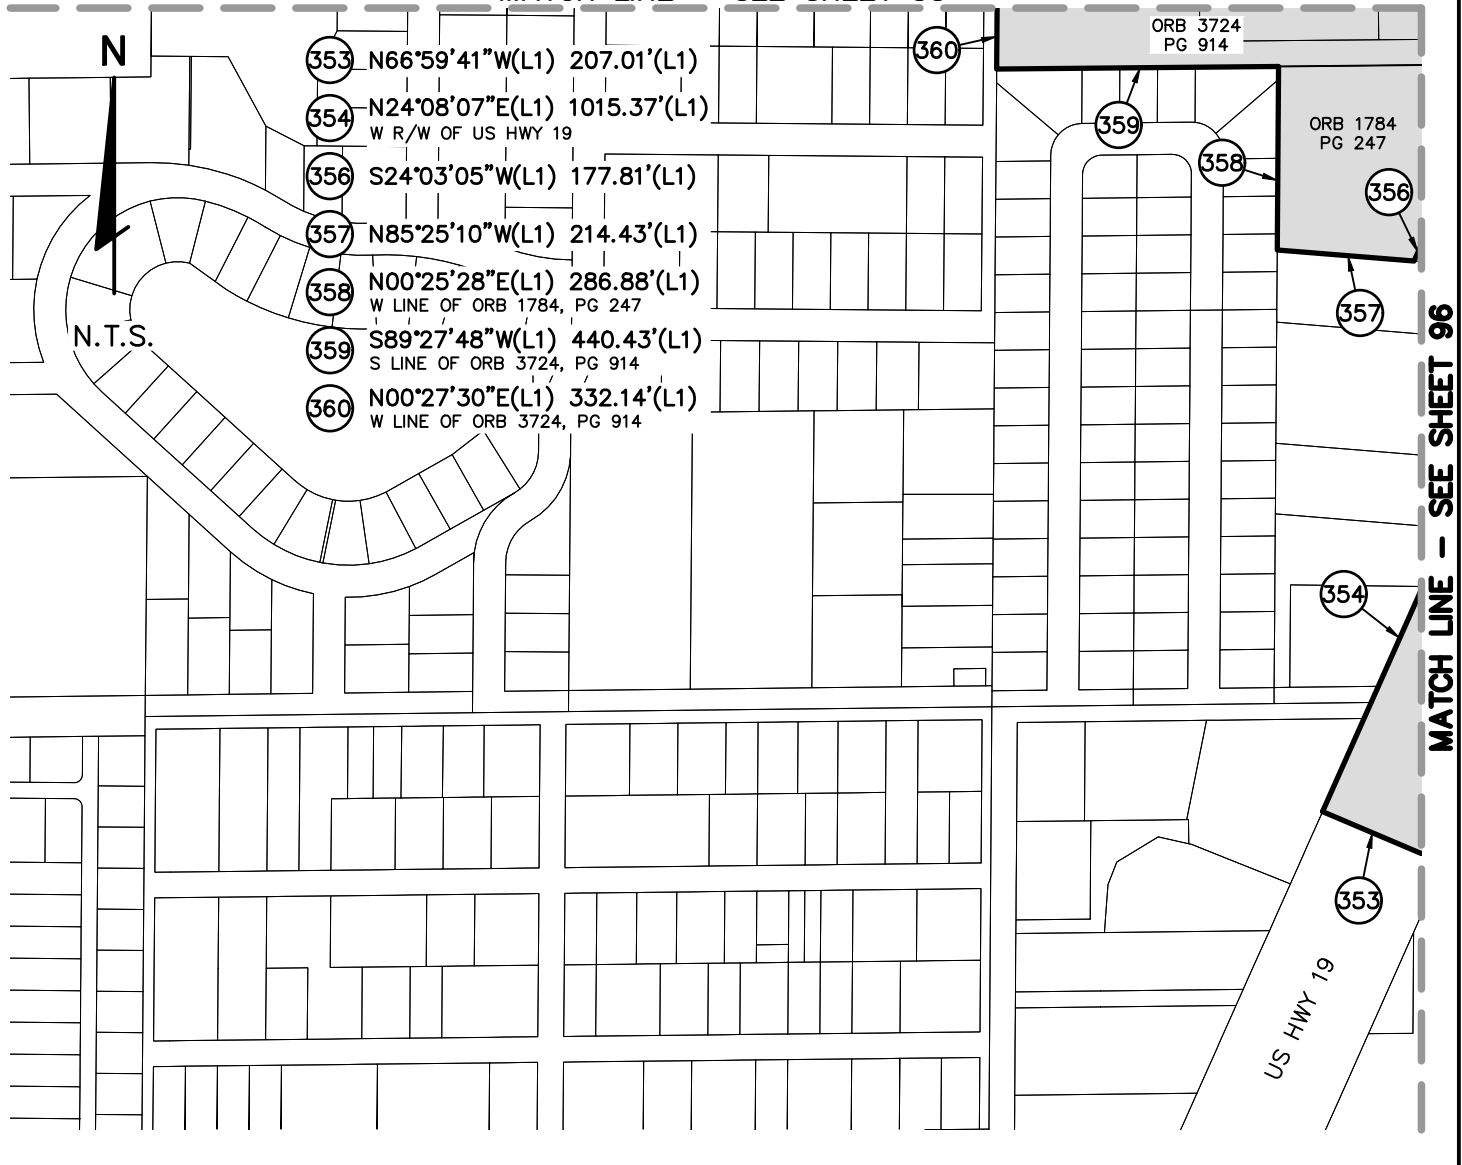 N
N.T.S.
353 N66°59'41"W(L1) 207.01'(L1)
354 N24°08'07"E(L1) 1015.37'(L1)
W R/W OF US HWY 19
356 S24°03'05"W(L1) 177.81'(L1)
357 N85°25'10"W(L1) 214.43'(L1)
358 N00°25'28"E(L1) 286.88'(L1)
W LINE OF ORB 1784, PG 247
359 S89°27'48"W(L1) 440.43'(L1)
S LINE OF ORB 3724, PG 914
360 N00°27'30"E(L1) 332.14'(L1)
W LINE OF ORB 3724, PG 914
360
ORB 3724
PG 914
359
ORB 1784
PG 247
358
356
357
354
353
US HWY 19
MATCH LINE - SEE SHEET 96